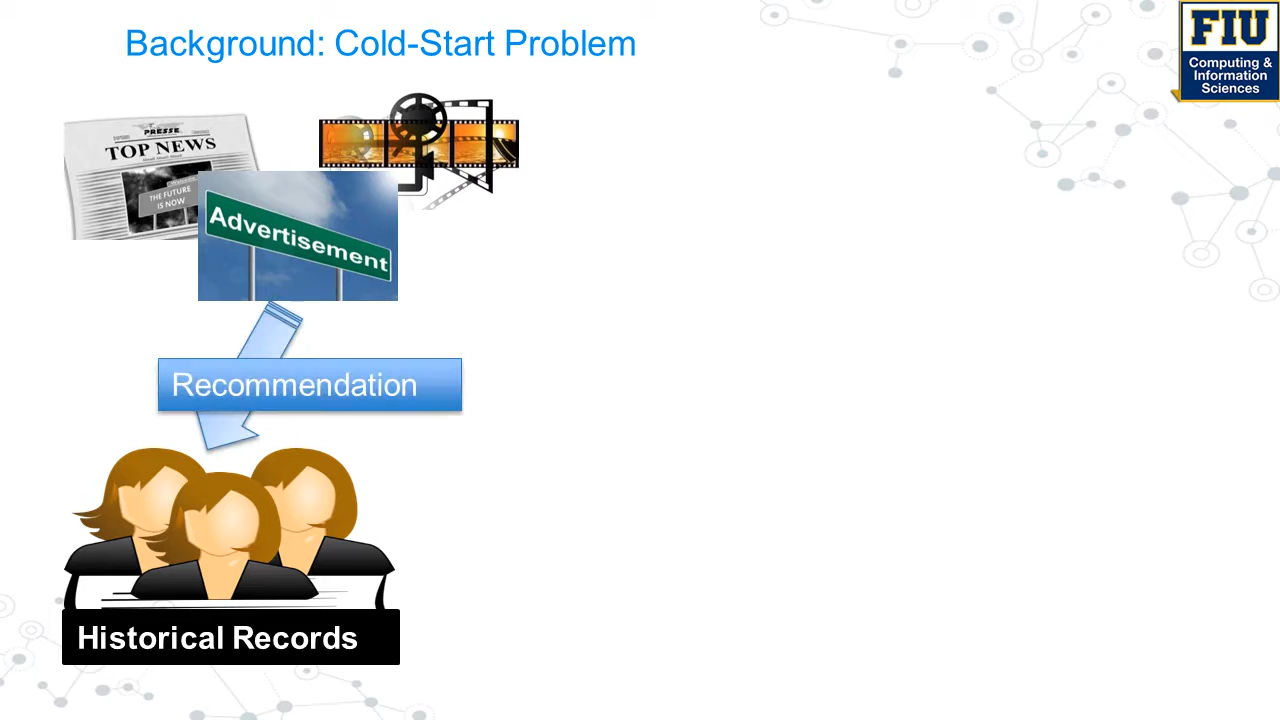 Background: Cold-Start Problem
FIU
Computing &
Information
Sciences
PRESSE
TOP NEWS
THE FUTURE
IS NOW
Advertisement
Recommendation
Historical Records